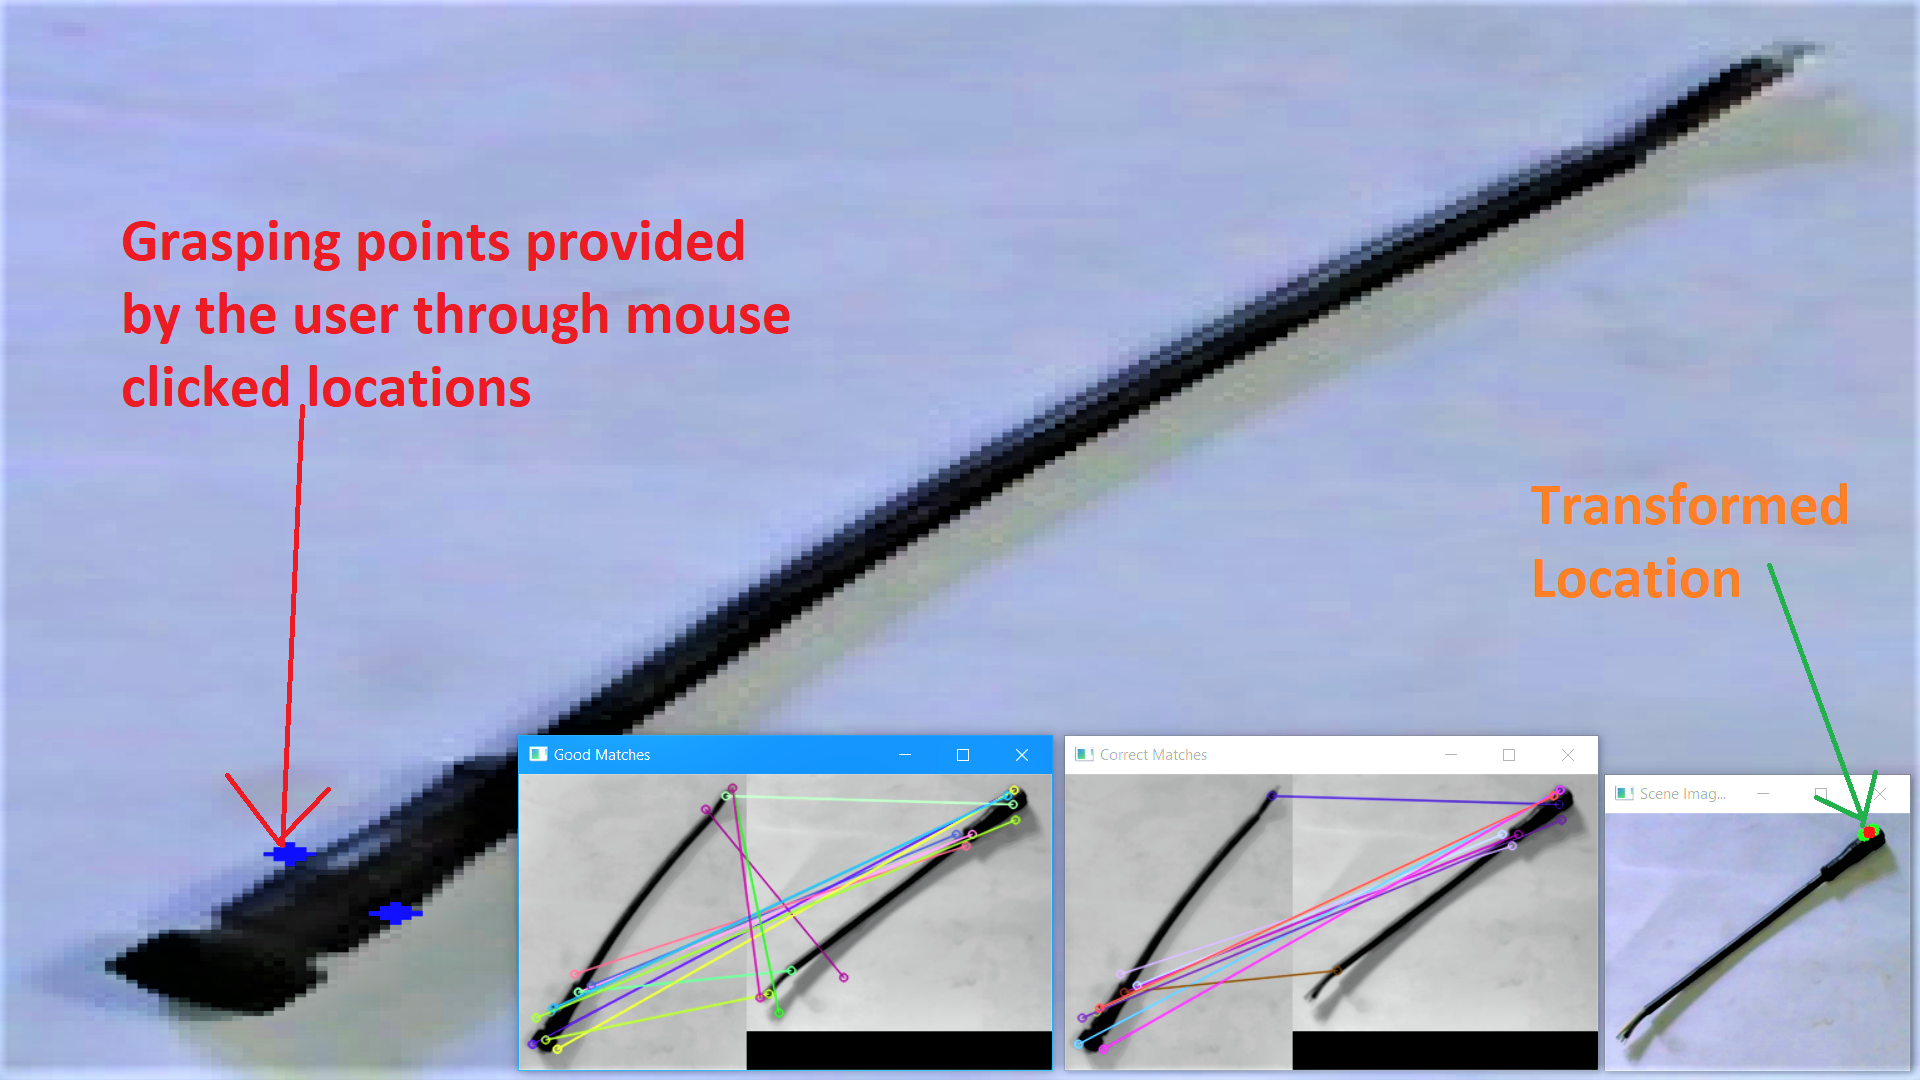 Grasping points provided
by the user through mouse
clicked locations
Transformed
Location
Good Matches
Correct Matches
Scene Imag...